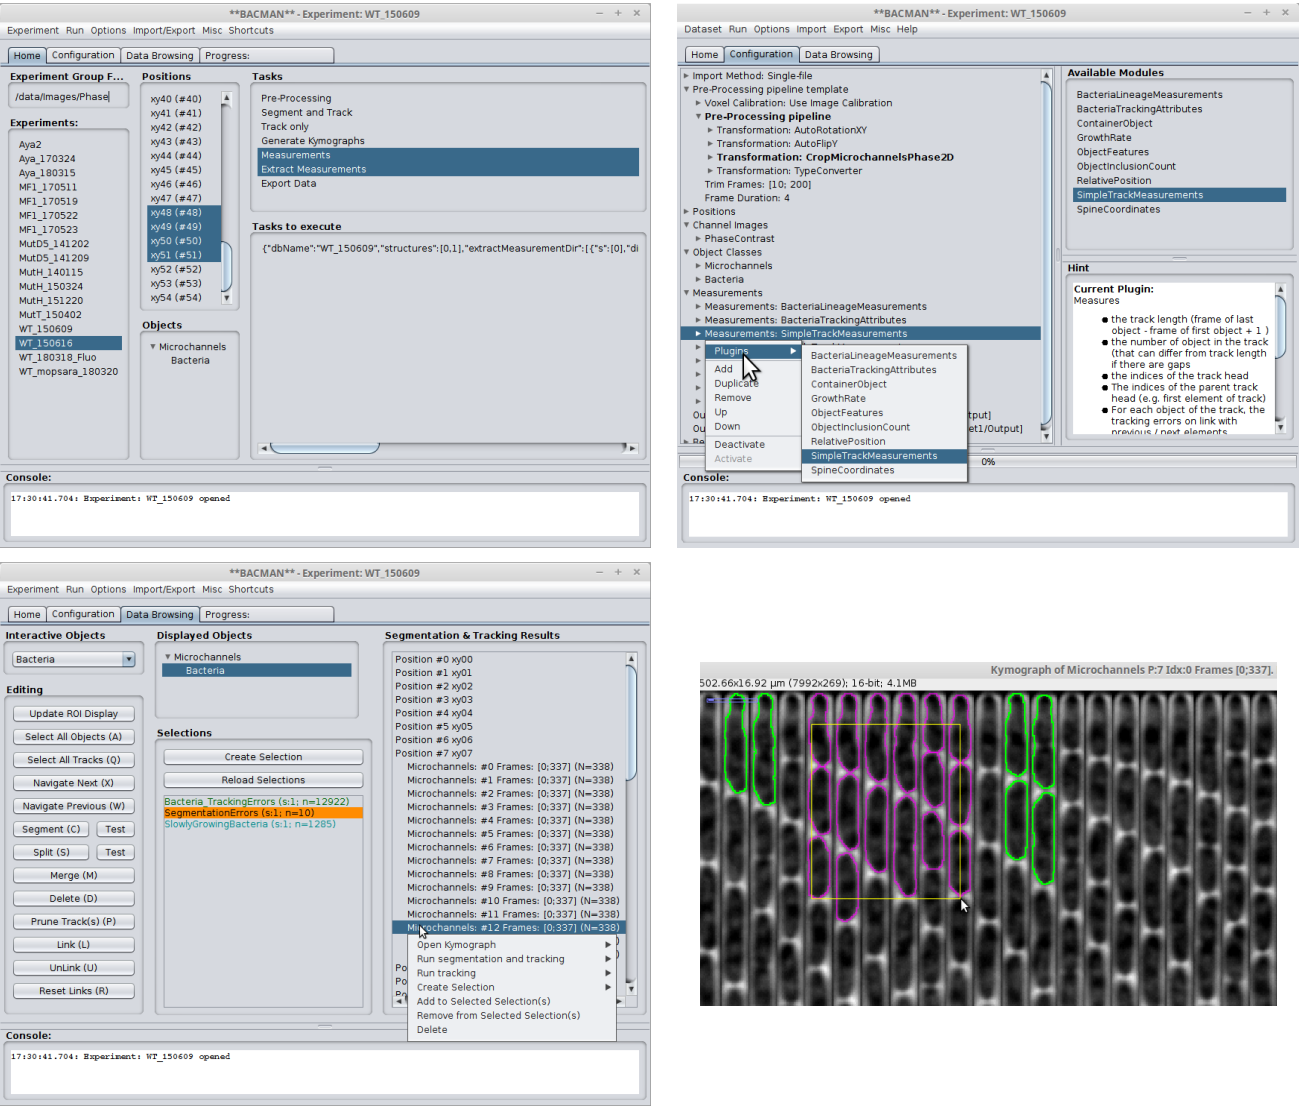 **BACMAN** - Experiment: WT_150609
Experiment Run Options Import/Export Misc Shortcuts
Home Configuration Data Browsing Progress:
Experiment Group F...
/data/Images/Phase
Experiments:
Aya2
Aya_170324
Aya_180315
MF1_170511
MF1_170519
MF1_170522
MF1_170523
MutD5_141202
MutD5_141209
MutH_140115
MutH_150324
MutH_151220
MutT_150402
WT_150609
WT_150616
WT_180318_Fluo
WT_mopsara_180320
Positions
xy40 (#40)
xy41 (#41)
xy42 (#42)
xy43 (#43)
xy44 (#44)
xy45 (#45)
xy46 (#46)
xy47 (#47)
xy48 (#48)
xy49 (#49)
xy50 (#50)
xy51 (#51)
xy52 (#52)
xy53 (#53)
xy54 (#54)
Objects
Microchannels
Bacteria
Tasks
Pre-Processing
Segment and Track
Track only
Generate Kymographs
Measurements
Extract Measurements
Export Data
Tasks to execute
{"dbName":"WT_150609","structures":[0,1],"extractMeasurementDir":[{"s":[0],"di
Console:
17:30:41.704: Experiment: WT_150609 opened
**BACMAN** - Experiment: WT_150609
Dataset Run Options Import Export Misc Help
Home Configuration Data Browsing
Import Method: Single-file
Pre-Processing pipeline template
Voxel Calibration: Use Image Calibration
Pre-Processing pipeline
Transformation: AutoRotationXY
Transformation: AutoFlipY
Transformation: CropMicrochannelsPhase2D
Transformation: TypeConverter
Trim Frames: [10; 200]
Frame Duration: 4
Positions
Channel Images
PhaseContrast
Object Classes
Microchannels
Bacteria
Measurements
Measurements: BacteriaLineageMeasurements
Measurements: BacteriaTrackingAttributes
Measurements: SimpleTrackMeasurements
Plugins
Add
Duplicate
Remove
Up
Down
Deactivate
Activate
BacteriaLineageMeasurements
BacteriaTrackingAttributes
ContainerObject
GrowthRate
ObjectFeatures
ObjectInclusionCount
RelativePosition
SimpleTrackMeasurements
SpineCoordinates
Available Modules
BacteriaLineageMeasurements
BacteriaTrackingAttributes
ContainerObject
GrowthRate
ObjectFeatures
ObjectInclusionCount
RelativePosition
SimpleTrackMeasurements
SpineCoordinates
Hint
Current Plugin:
Measures
● the track length (frame of last
object - frame of first object + 1 )
● the number of object in the track
(that can differ from track length
if there are gaps
● the indices of the track head
● The indices of the parent track
head (e.g. first element of track)
● For each object of the track, the
tracking errors on link with
previous / next elements
0%
Console:
17:30:41.704: Experiment: WT_150609 opened
**BACMAN** - Experiment: WT_150609
Experiment Run Options Import/Export Misc Shortcuts
Home Configuration Data Browsing Progress:
Interactive Objects
Bacteria
Editing
Update ROI Display
Select All Objects (A)
Select All Tracks (Q)
Navigate Next (X)
Navigate Previous (W)
Segment (C) Test
Split (S) Test
Merge (M)
Delete (D)
Prune Track(s) (P)
Link (L)
UnLink (U)
Reset Links (R)
Displayed Objects
Microchannels
Bacteria
Selections
Create Selection
Reload Selections
Bacteria_TrackingErrors (s:1; n=12922)
SegmentationErrors (s:1; n=10)
SlowlyGrowingBacteria (s:1; n=1285)
Segmentation & Tracking Results
Position #0 xy00
Position #1 xy01
Position #2 xy02
Position #3 xy03
Position #4 xy04
Position #5 xy05
Position #6 xy06
Position #7 xy07
Microchannels: #0 Frames: [0;337] (N=338)
Microchannels: #1 Frames: [0;337] (N=338)
Microchannels: #2 Frames: [0;337] (N=338)
Microchannels: #3 Frames: [0;337] (N=338)
Microchannels: #4 Frames: [0;337] (N=338)
Microchannels: #5 Frames: [0;337] (N=338)
Microchannels: #6 Frames: [0;337] (N=338)
Microchannels: #7 Frames: [0;337] (N=338)
Microchannels: #8 Frames: [0;337] (N=338)
Microchannels: #9 Frames: [0;337] (N=338)
Microchannels: #10 Frames: [0;337] (N=338)
Microchannels: #11 Frames: [0;337] (N=338)
Microchannels: #12 Frames: [0;337] (N=338)
Open Kymograph
Run segmentation and tracking
Run tracking
Create Selection
Add to Selected Selection(s)
Remove from Selected Selection(s)
Delete
Console:
17:30:41.704: Experiment: WT_150609 opened
Kymograph of Microchannels P:7 Idx:0 Frames [0;337].
502.66x16.92 µm (7992x269); 16-bit; 4.1MB